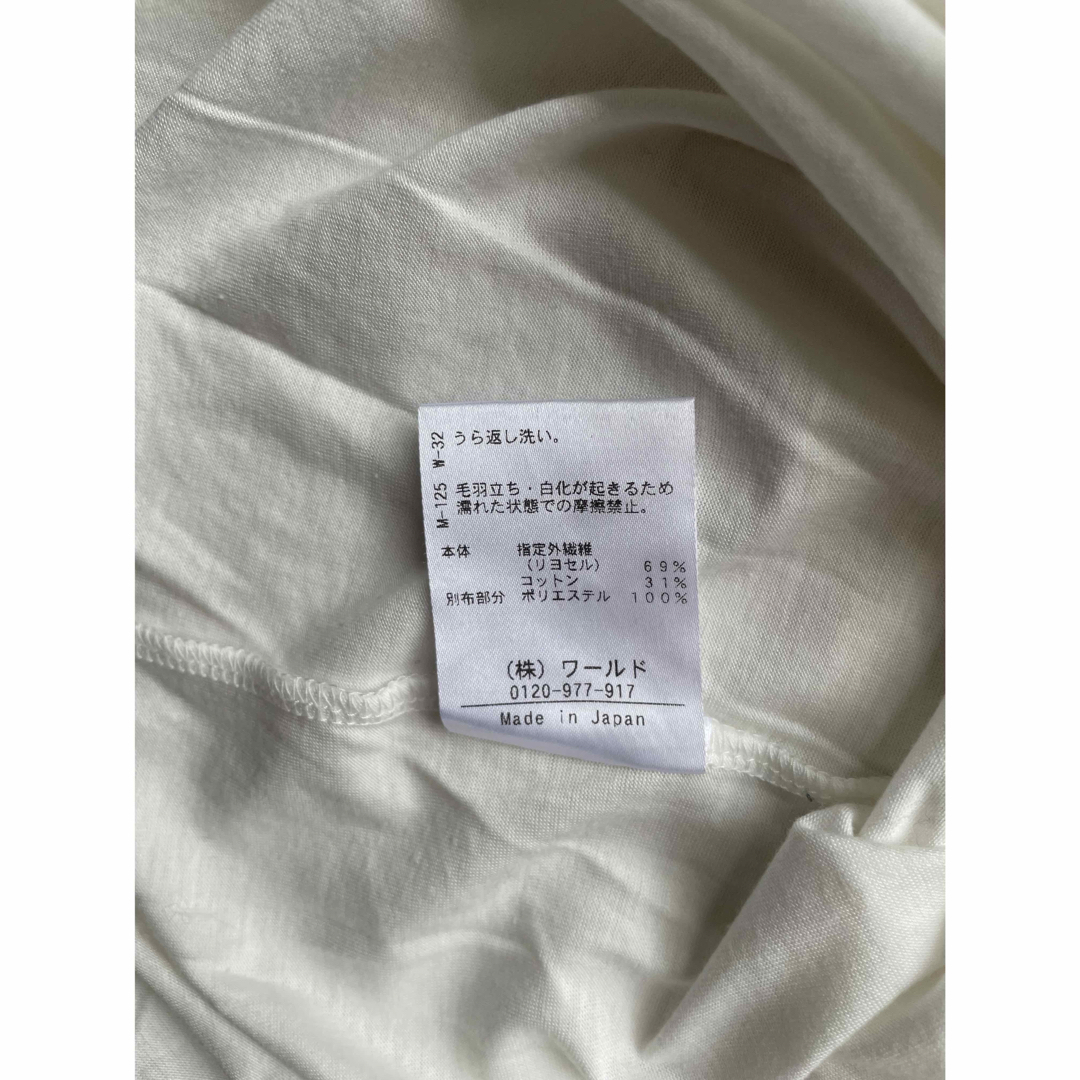 M-125 W-32
うら返し洗い。
毛羽立ち・白化が起きるため
濡れた状態での摩擦禁止。
本体 指定外繊維
（リヨセル） 69%
コットン 31%
別布部分 ポリエステル 100%
（株）ワールド
0120-977-917
Made in Japan